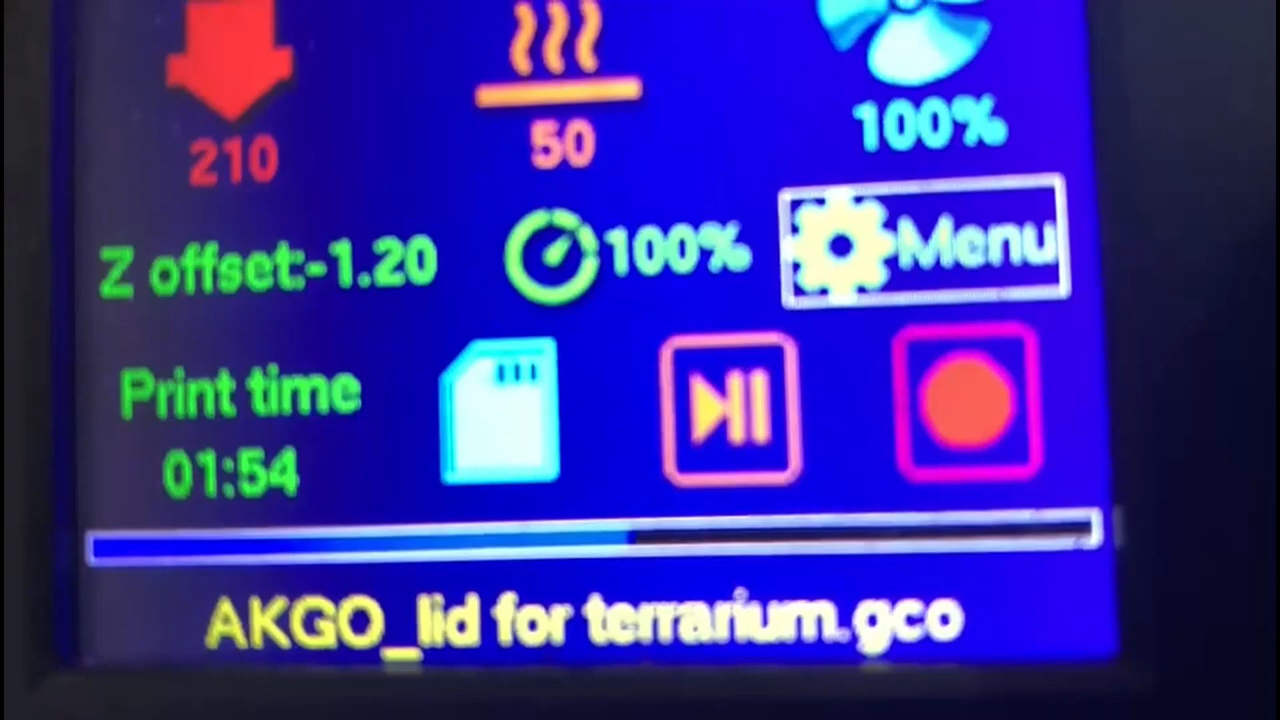 210
50
100%
Z offset:-1.20
100%
Menu
Print time
01:54
AKGO_lid for terrarium.gco